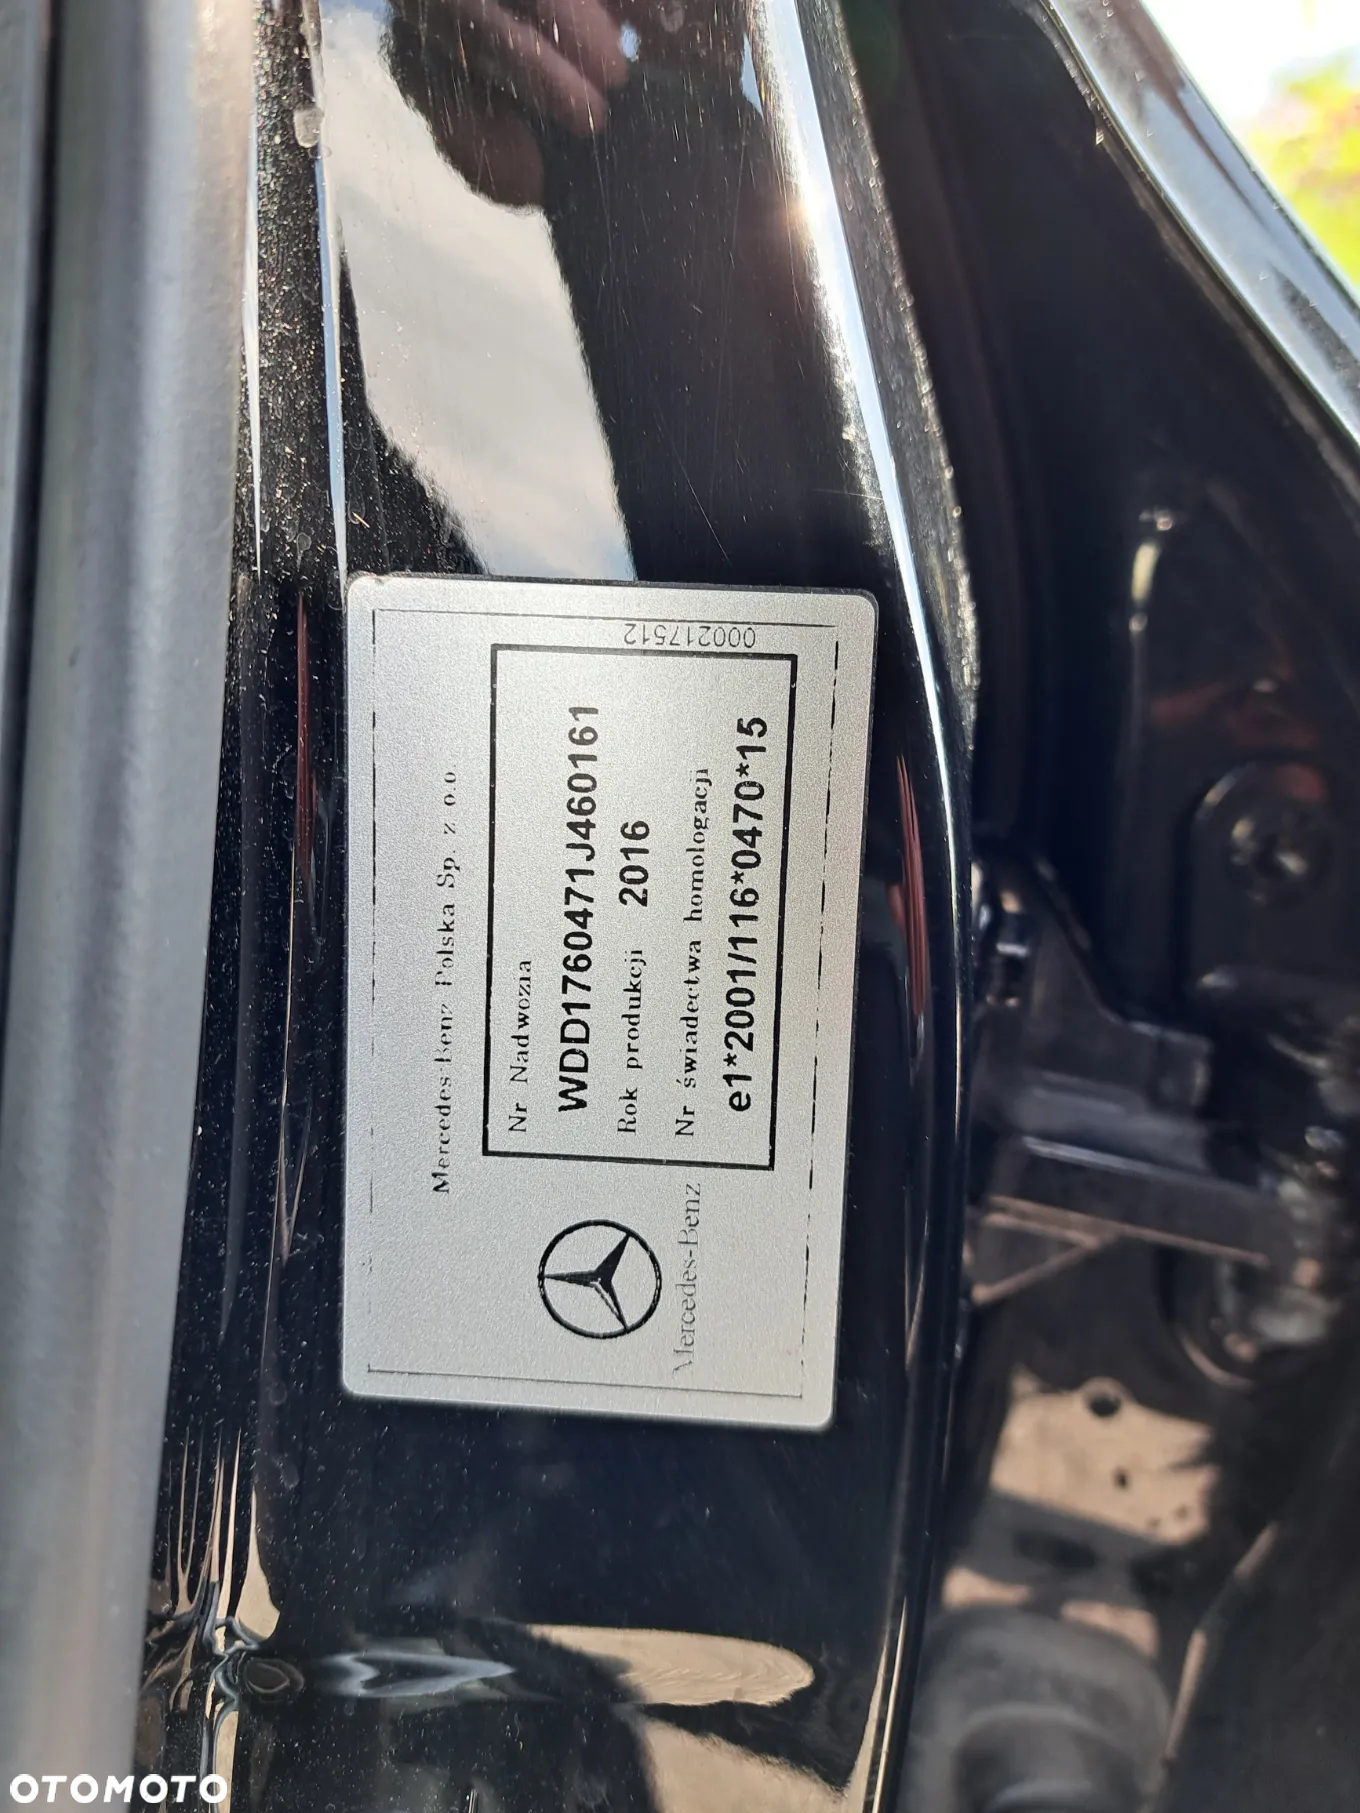 Mercedes-Benz Polska Sp. z o.o.
Nr Nadwozia
WDD1760471J460161
Rok produkcji 2016
Nr świadectwa homologacji
e1*2001/116*0470*15
Mercedes-Benz
000217512
OTOMOTO